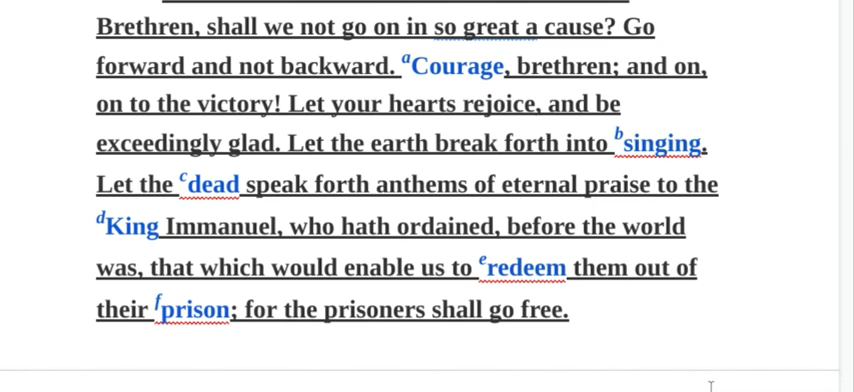 Brethren, shall we not go on in so great a cause? Go
forward and not backward. aCourage, brethren; and on,
on to the victory! Let your hearts rejoice, and be
exceedingly glad. Let the earth break forth into bsinging.
Let the cdead speak forth anthems of eternal praise to the
dKing Immanuel, who hath ordained, before the world
was, that which would enable us to eredeem them out of
their fprison; for the prisoners shall go free.